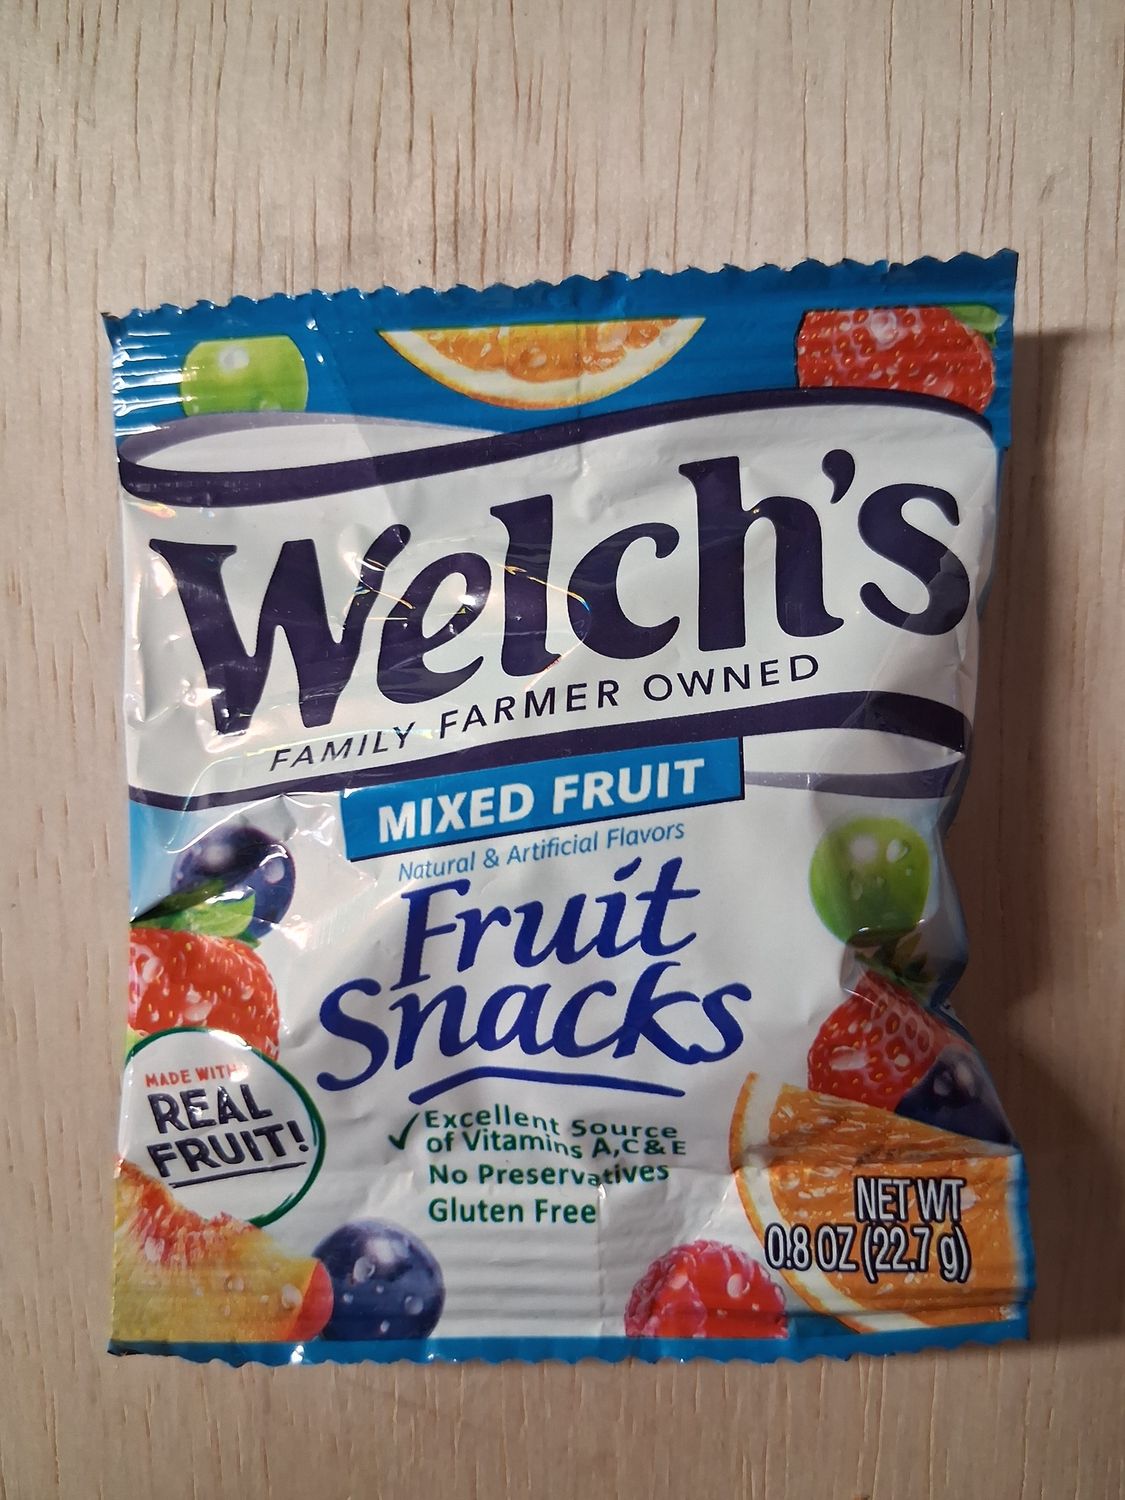 Welch's
FAMILY FARMER OWNED
MIXED FRUIT
Natural & Artificial Flavors
Fruit
Snacks
MADE WITH
REAL
FRUIT!
✓Excellent Source
of Vitamins A,C&E
No Preservatives
Gluten Free
NET WT
0.8 OZ (22.7 g)